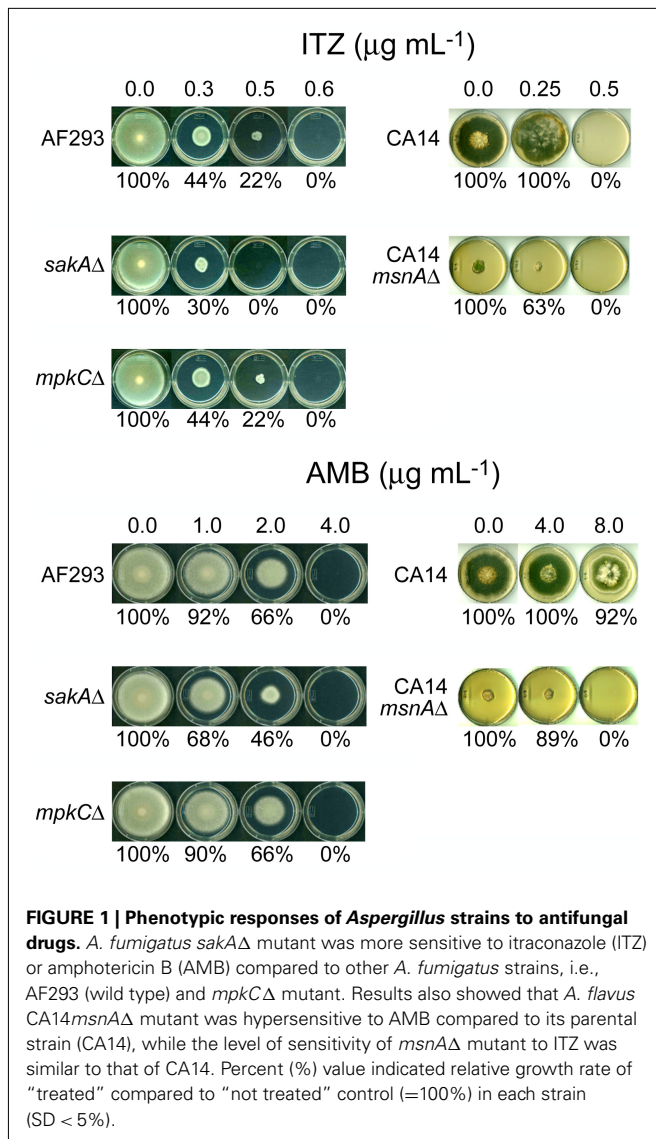 ITZ (μg mL-1)
0.0 0.3 0.5 0.6
AF293
100% 44% 22% 0%
sakAΔ
100% 30% 0% 0%
mpkCΔ
100% 44% 22% 0%
0.0 0.25 0.5
CA14
100% 100% 0%
CA14
msnAΔ
100% 63% 0%
AMB (μg mL-1)
0.0 1.0 2.0 4.0
AF293
100% 92% 66% 0%
sakAΔ
100% 68% 46% 0%
mpkCΔ
100% 90% 66% 0%
0.0 4.0 8.0
CA14
100% 100% 92%
CA14
msnAΔ
100% 89% 0%
FIGURE 1 | Phenotypic responses of Aspergillus strains to antifungal
drugs. A. fumigatus sakAΔ mutant was more sensitive to itraconazole (ITZ)
or amphotericin B (AMB) compared to other A. fumigatus strains, i.e.,
AF293 (wild type) and mpkCΔ mutant. Results also showed that A. flavus
CA14msnAΔ mutant was hypersensitive to AMB compared to its parental
strain (CA14), while the level of sensitivity of msnAΔ mutant to ITZ was
similar to that of CA14. Percent (%) value indicated relative growth rate of
“treated” compared to “not treated” control (=100%) in each strain
(SD < 5%).